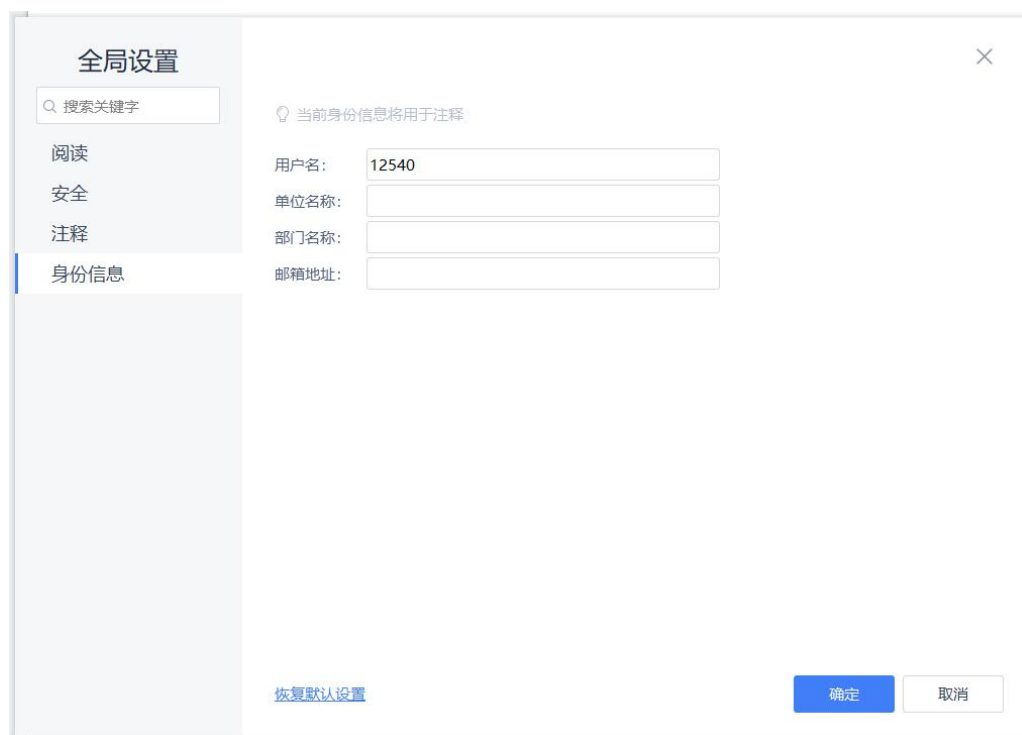 全局设置
搜索关键字
阅读
安全
注释
身份信息
当前身份信息将用于注释
用户名： 12540
单位名称：
部门名称：
邮箱地址：
恢复默认设置
确定
取消